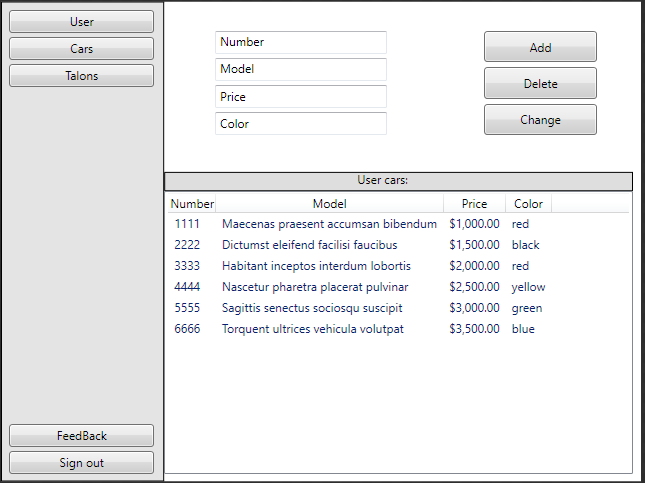 User
Cars
Talons
FeedBack
Sign out
Number
Model
Price
Color
Add
Delete
Change
User cars:
Number Model Price Color
1111 Maecenas praesent accumsan bibendum $1,000.00 red
2222 Dictumst eleifend facilisi faucibus $1,500.00 black
3333 Habitant inceptos interdum lobortis $2,000.00 red
4444 Nascetur pharetra placerat pulvinar $2,500.00 yellow
5555 Sagittis senectus sociosqu suscipit $3,000.00 green
6666 Torquent ultrices vehicula volutpat $3,500.00 blue